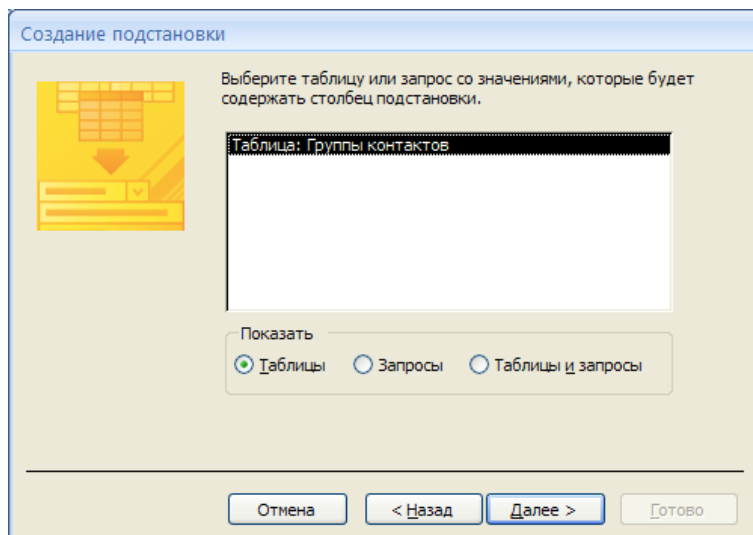 Создание подстановки
Выберите таблицу или запрос со значениями, которые будет
содержать столбец подстановки.
Таблица: Группы контактов
Показать
Таблицы Запросы Таблицы и запросы
Отмена < Назад Далее > Готово